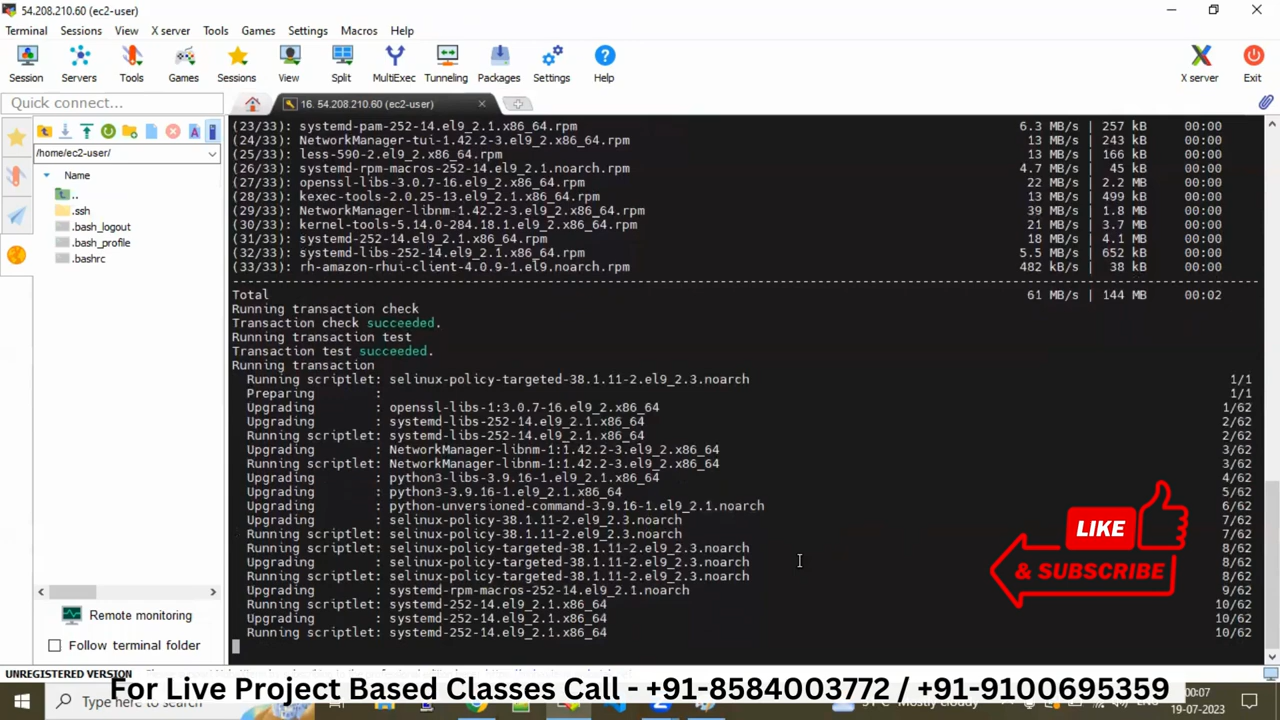 54.208.210.60 (ec2-user)
Terminal Sessions View X server Tools Games Settings Macros Help
Session Servers Tools Games Sessions View Split MultiExec Tunneling Packages Settings Help X server Exit
Quick connect...
16. 54.208.210.60 (ec2-user)
/home/ec2-user/
Name
..
.ssh
.bash_logout
.bash_profile
.bashrc
Remote monitoring
Follow terminal folder
(23/33): systemd-pam-252-14.el9_2.1.x86_64.rpm 6.3 MB/s | 257 kB 00:00
(24/33): NetworkManager-tui-1.42.2-3.el9_2.x86_64.rpm 13 MB/s | 243 kB 00:00
(25/33): less-590-2.el9_2.x86_64.rpm 13 MB/s | 166 kB 00:00
(26/33): systemd-rpm-macros-252-14.el9_2.1.noarch.rpm 4.7 MB/s | 45 kB 00:00
(27/33): openssl-libs-3.0.7-16.el9_2.x86_64.rpm 22 MB/s | 2.2 MB 00:00
(28/33): kexec-tools-2.0.25-13.el9_2.1.x86_64.rpm 13 MB/s | 499 kB 00:00
(29/33): NetworkManager-libnm-1.42.2-3.el9_2.x86_64.rpm 39 MB/s | 1.8 MB 00:00
(30/33): kernel-tools-5.14.0-284.18.1.el9_2.x86_64.rpm 21 MB/s | 3.7 MB 00:00
(31/33): systemd-252-14.el9_2.1.x86_64.rpm 18 MB/s | 4.1 MB 00:00
(32/33): systemd-libs-252-14.el9_2.1.x86_64.rpm 5.5 MB/s | 652 kB 00:00
(33/33): rh-amazon-rhui-client-4.0.9-1.el9.noarch.rpm 482 kB/s | 38 kB 00:00
Total 61 MB/s | 144 MB 00:02
Running transaction check
Transaction check succeeded.
Running transaction test
Transaction test succeeded.
Running transaction
Running scriptlet: selinux-policy-targeted-38.1.11-2.el9_2.3.noarch 1/1
Preparing : 1/1
Upgrading : openssl-libs-1:3.0.7-16.el9_2.x86_64 1/62
Upgrading : systemd-libs-252-14.el9_2.1.x86_64 2/62
Running scriptlet: systemd-libs-252-14.el9_2.1.x86_64 2/62
Upgrading : NetworkManager-libnm-1:1.42.2-3.el9_2.x86_64 3/62
Running scriptlet: NetworkManager-libnm-1:1.42.2-3.el9_2.x86_64 3/62
Upgrading : python3-libs-3.9.16-1.el9_2.1.x86_64 4/62
Upgrading : python3-3.9.16-1.el9_2.1.x86_64 5/62
Upgrading : python-unversioned-command-3.9.16-1.el9_2.1.noarch 6/62
Upgrading : selinux-policy-38.1.11-2.el9_2.3.noarch 7/62
Running scriptlet: selinux-policy-38.1.11-2.el9_2.3.noarch 7/62
Running scriptlet: selinux-policy-targeted-38.1.11-2.el9_2.3.noarch 8/62
Upgrading : selinux-policy-targeted-38.1.11-2.el9_2.3.noarch 8/62
Running scriptlet: selinux-policy-targeted-38.1.11-2.el9_2.3.noarch 8/62
Upgrading : systemd-rpm-macros-252-14.el9_2.1.noarch 9/62
Running scriptlet: systemd-252-14.el9_2.1.x86_64 10/62
Upgrading : systemd-252-14.el9_2.1.x86_64 10/62
Running scriptlet: systemd-252-14.el9_2.1.x86_64 10/62
LIKE
& SUBSCRIBE
UNREGISTERED VERSION
For Live Project Based Classes Call - +91-8584003772 / +91-9100695359
Type here to search
00:07
19-07-2023